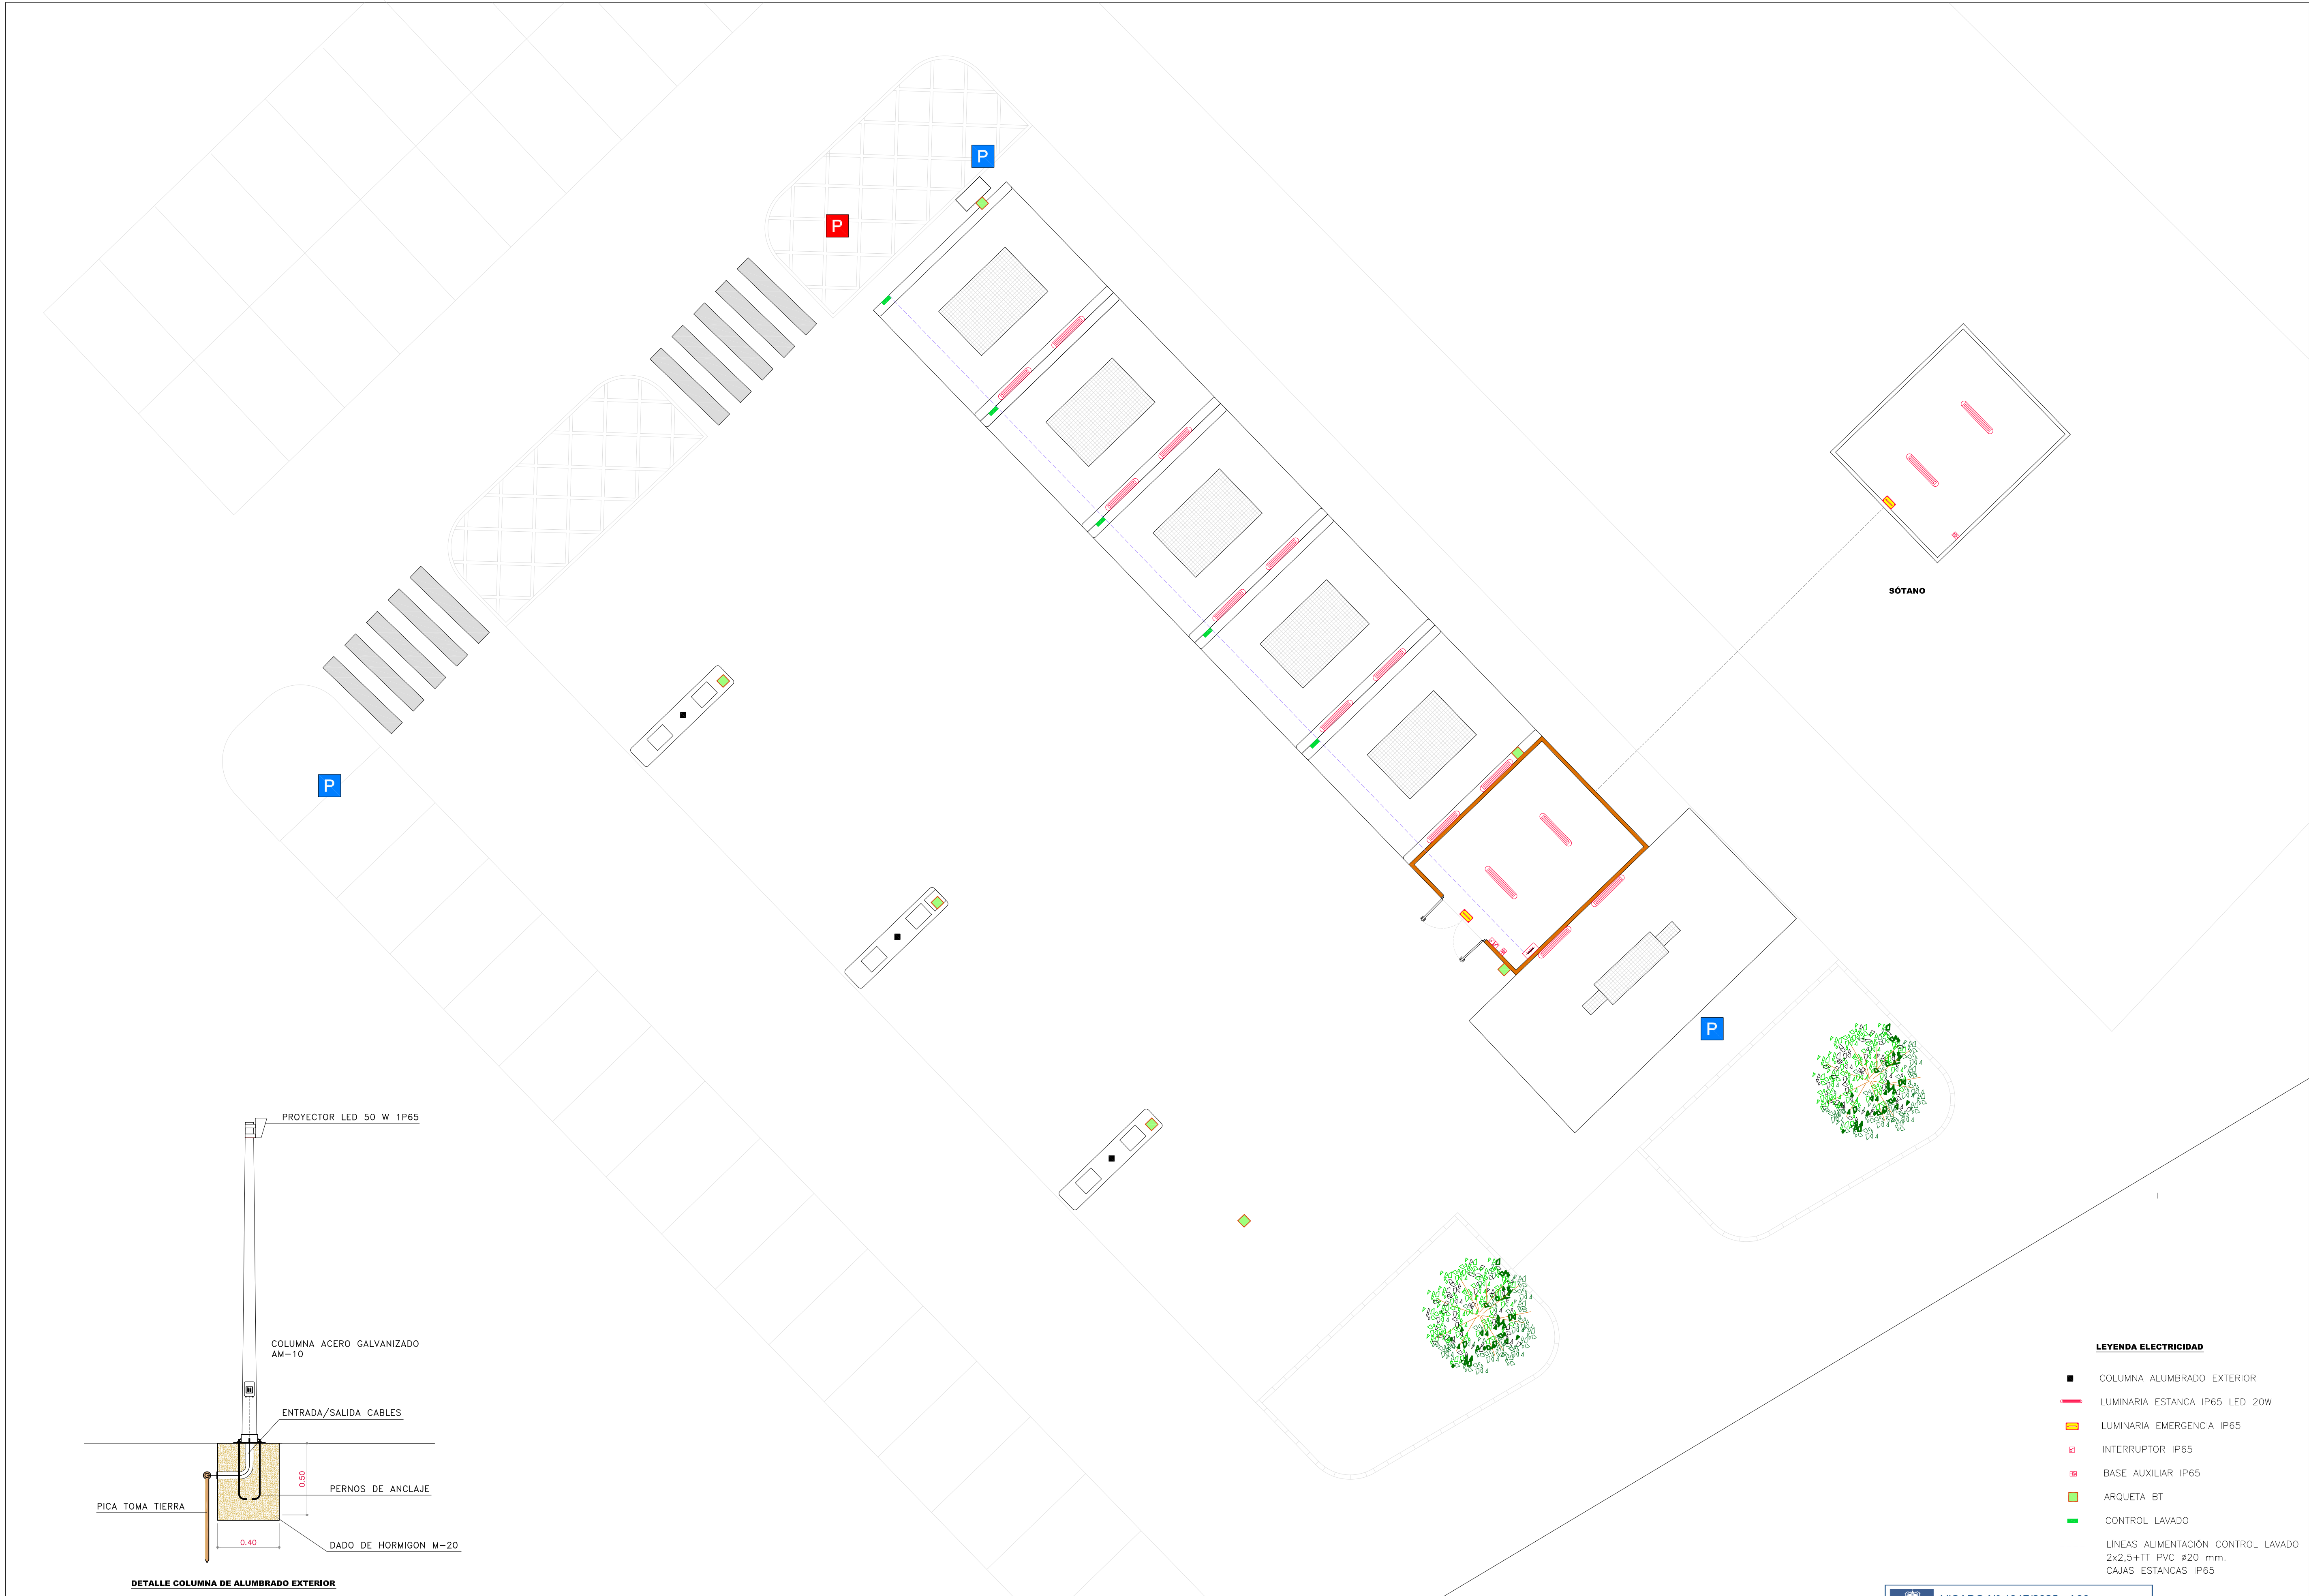 P
P
P
P
SÓTANO
PROYECTOR LED 50 W 1P65
COLUMNA ACERO GALVANIZADO
AM-10
ENTRADA/SALIDA CABLES
0.50
PERNOS DE ANCLAJE
PICA TOMA TIERRA
0.40
DADO DE HORMIGON M-20
DETALLE COLUMNA DE ALUMBRADO EXTERIOR
LEYENDA ELECTRICIDAD
COLUMNA ALUMBRADO EXTERIOR
LUMINARIA ESTANCA IP65 LED 20W
LUMINARIA EMERGENCIA IP65
INTERRUPTOR IP65
BASE AUXILIAR IP65
ARQUETA BT
CONTROL LAVADO
LÍNEAS ALIMENTACIÓN CONTROL LAVADO
2x2,5+TT PVC Ø20 mm.
CAJAS ESTANCAS IP65